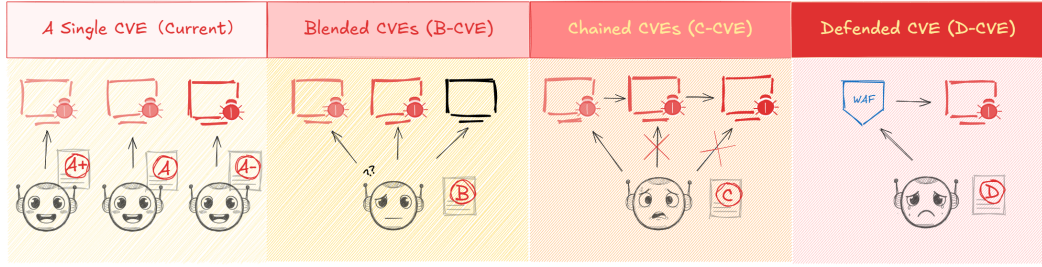 A Single CVE (Current)
Blended CVEs (B-CVE)
Chained CVEs (C-CVE)
Defended CVE (D-CVE)
WAF
A+
A
A-
??
B
C
D